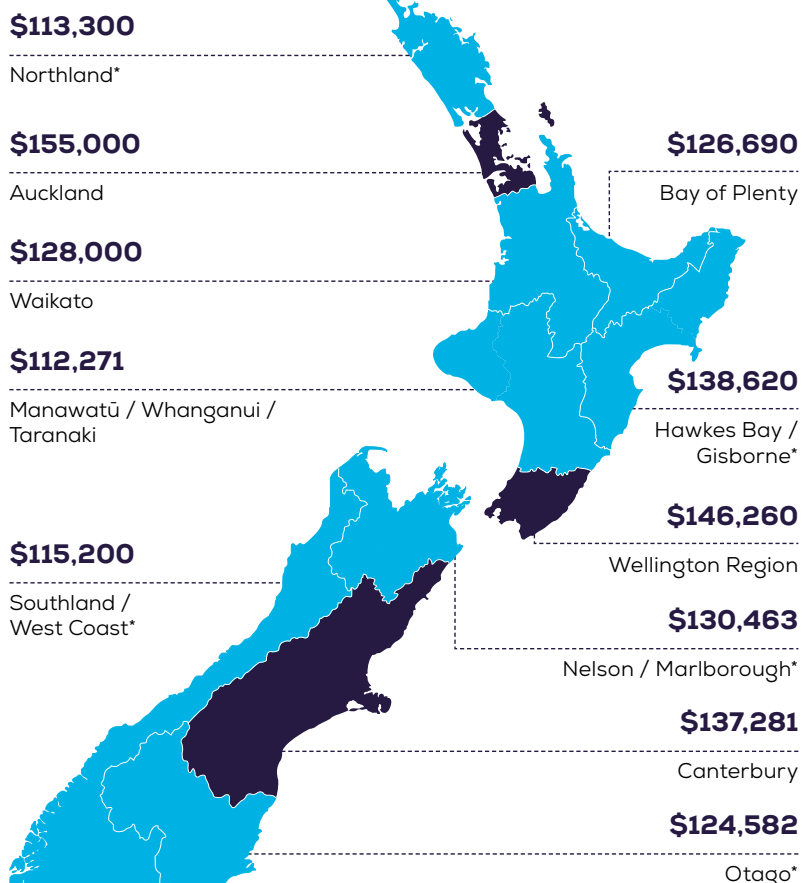 $113,300
Northland*
$155,000
Auckland
$128,000
Waikato
$112,271
Manawatū / Whanganui /
Taranaki
$115,200
Southland /
West Coast*
$126,690
Bay of Plenty
$138,620
Hawkes Bay /
Gisborne*
$146,260
Wellington Region
$130,463
Nelson / Marlborough*
$137,281
Canterbury
$124,582
Otago*